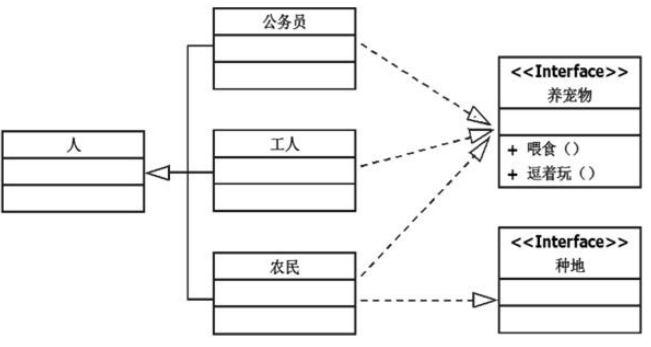 公务员
<<Interface>>
养宠物
人
工人
+ 喂食（）
+ 逗着玩（）
农民
<<Interface>>
种地